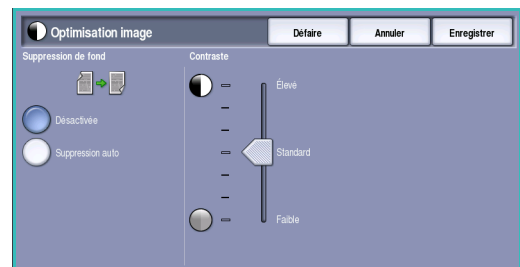 Optimisation image
Défaire
Annuler
Enregistrer
Suppression de fond
Contraste
Désactivée
Suppression auto
Élevé
Standard
Faible